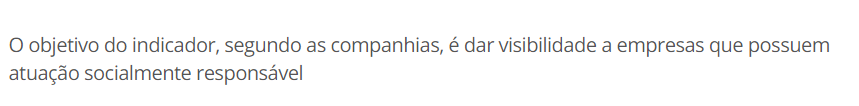 O objetivo do indicador, segundo as companhias, é dar visibilidade a empresas que possuem
atuação socialmente responsável